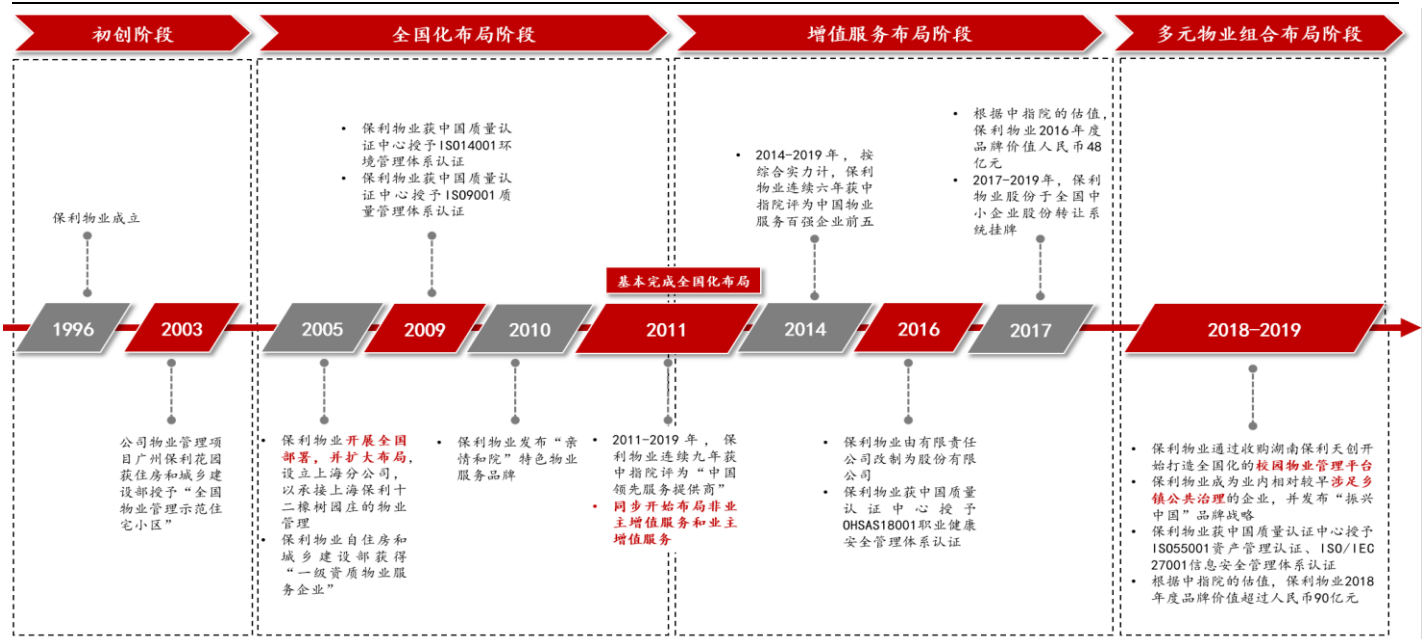 初创阶段
全国化布局阶段
增值服务布局阶段
多元物业组合布局阶段
保利物业成立
• 保利物业获中国质量认
证中心授予ISO14001环
境管理体系认证
• 保利物业获中国质量认
证中心授予ISO9001质
量管理体系认证
• 2014-2019年，按
综合实力计，保利
物业连续六年获中
指院评为中国物业
服务百强企业前五
• 根据中指院的估值，
保利物业2016年度
品牌价值人民币48
亿元
• 2017-2019年，保利
物业股份于全国中
小企业股份转让系
统挂牌
基本完成全国化布局
1996
2003
2005
2009
2010
2011
2014
2016
2017
2018-2019
公司物业管理项
目广州保利花园
获住房和城乡建
设部授予“全国
物业管理示范住
宅小区”
• 保利物业开展全国
部署，并扩大布局，
设立上海分公司，
以承接上海保利十
二橡树园庄的物业
管理
• 保利物业自住房和
城乡建设部获得
“一级资质物业服
务企业”
• 保利物业发布“亲
情和院”特色物业
服务品牌
• 2011-2019年，保
利物业连续九年获
中指院评为“中国
领先服务提供商”
• 同步开始布局非业
主增值服务和业主
增值服务
• 保利物业由有限责任
公司改制为股份有限
公司
• 保利物业获中国质量
认证中心授予
OHSAS18001职业健康
安全管理体系认证
• 保利物业通过收购湖南保利天创开
始打造全国化的校园物业管理平台
• 保利物业成为业内相对较早涉足乡
镇公共治理的企业，并发布“振兴
中国”品牌战略
• 保利物业获中国质量认证中心授予
ISO55001资产管理认证、ISO/IEC
27001信息安全管理体系认证
• 根据中指院的估值，保利物业2018
年度品牌价值超过人民币90亿元